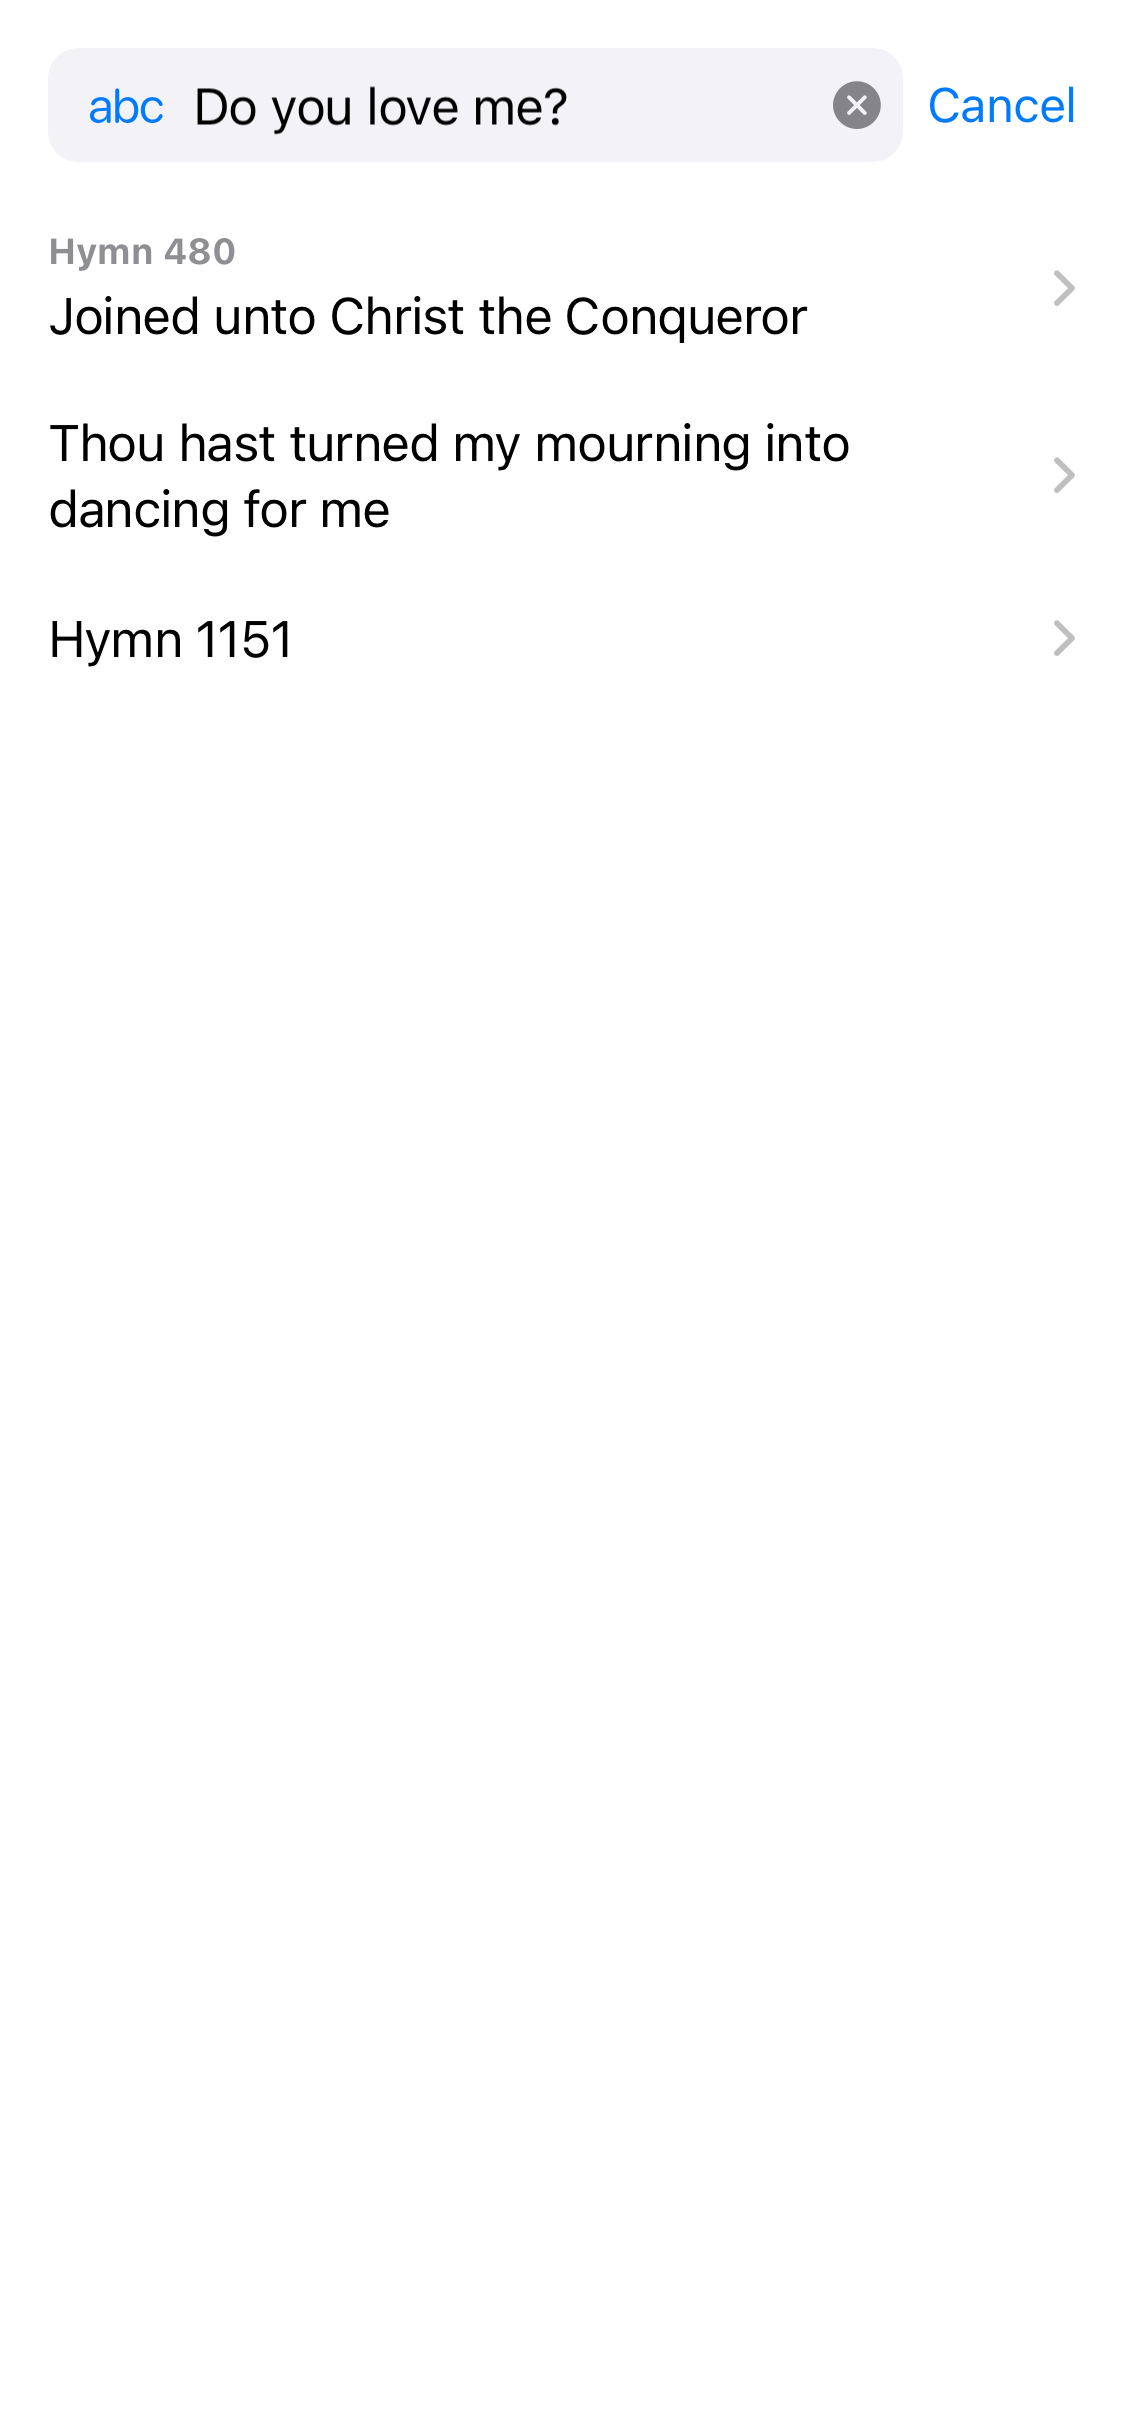 abc Do you love me? Cancel
Hymn 480
Joined unto Christ the Conqueror
Thou hast turned my mourning into
dancing for me
Hymn 1151